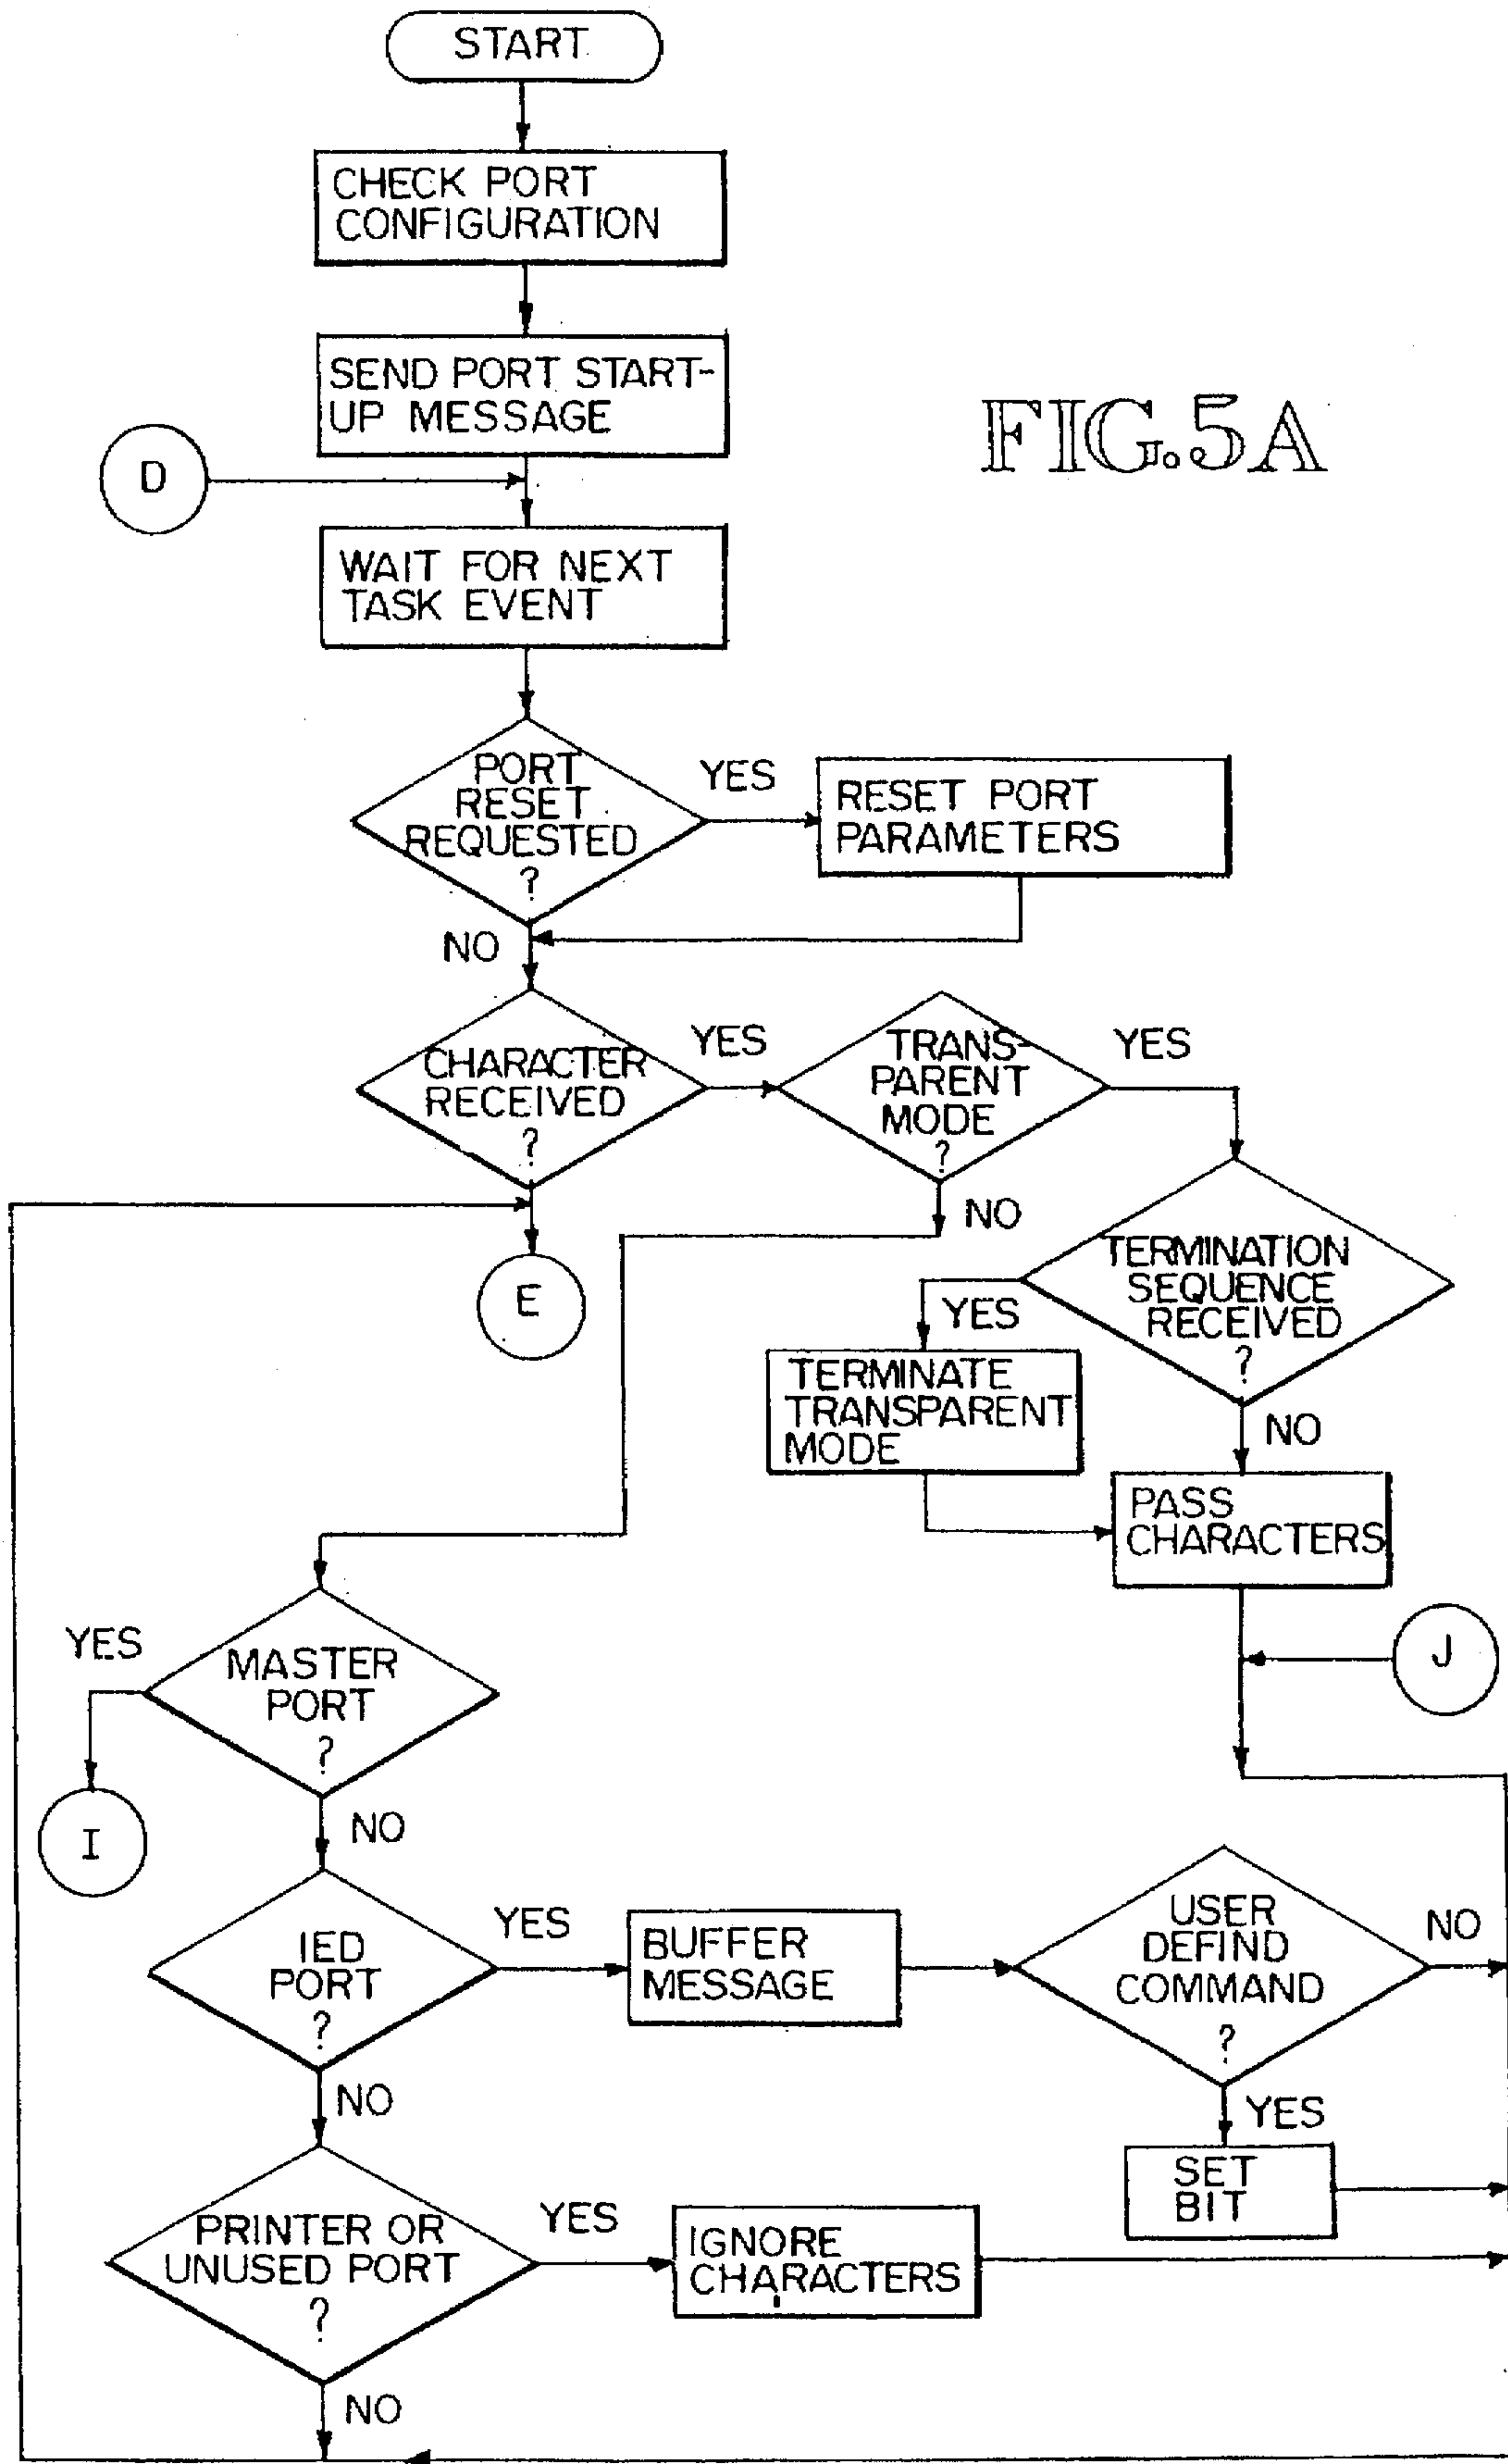 START
CHECK PORT
CONFIGURATION
SEND PORT START-
UP MESSAGE
FIG.5A
D
WAIT FOR NEXT
TASK EVENT
PORT
RESET
REQUESTED
?
YES
RESET PORT
PARAMETERS
NO
CHARACTER
RECEIVED
?
YES
TRANS-
PARENT
MODE
?
YES
NO
E
TERMINATION
SEQUENCE
RECEIVED
?
YES
TERMINATE
TRANSPARENT
MODE
NO
PASS
CHARACTERS
J
YES
MASTER
PORT
?
I
NO
IED
PORT
?
YES
BUFFER
MESSAGE
USER
DEFIND
COMMAND
?
NO
YES
SET
BIT
NO
PRINTER OR
UNUSED PORT
?
YES
IGNORE
CHARACTERS
NO